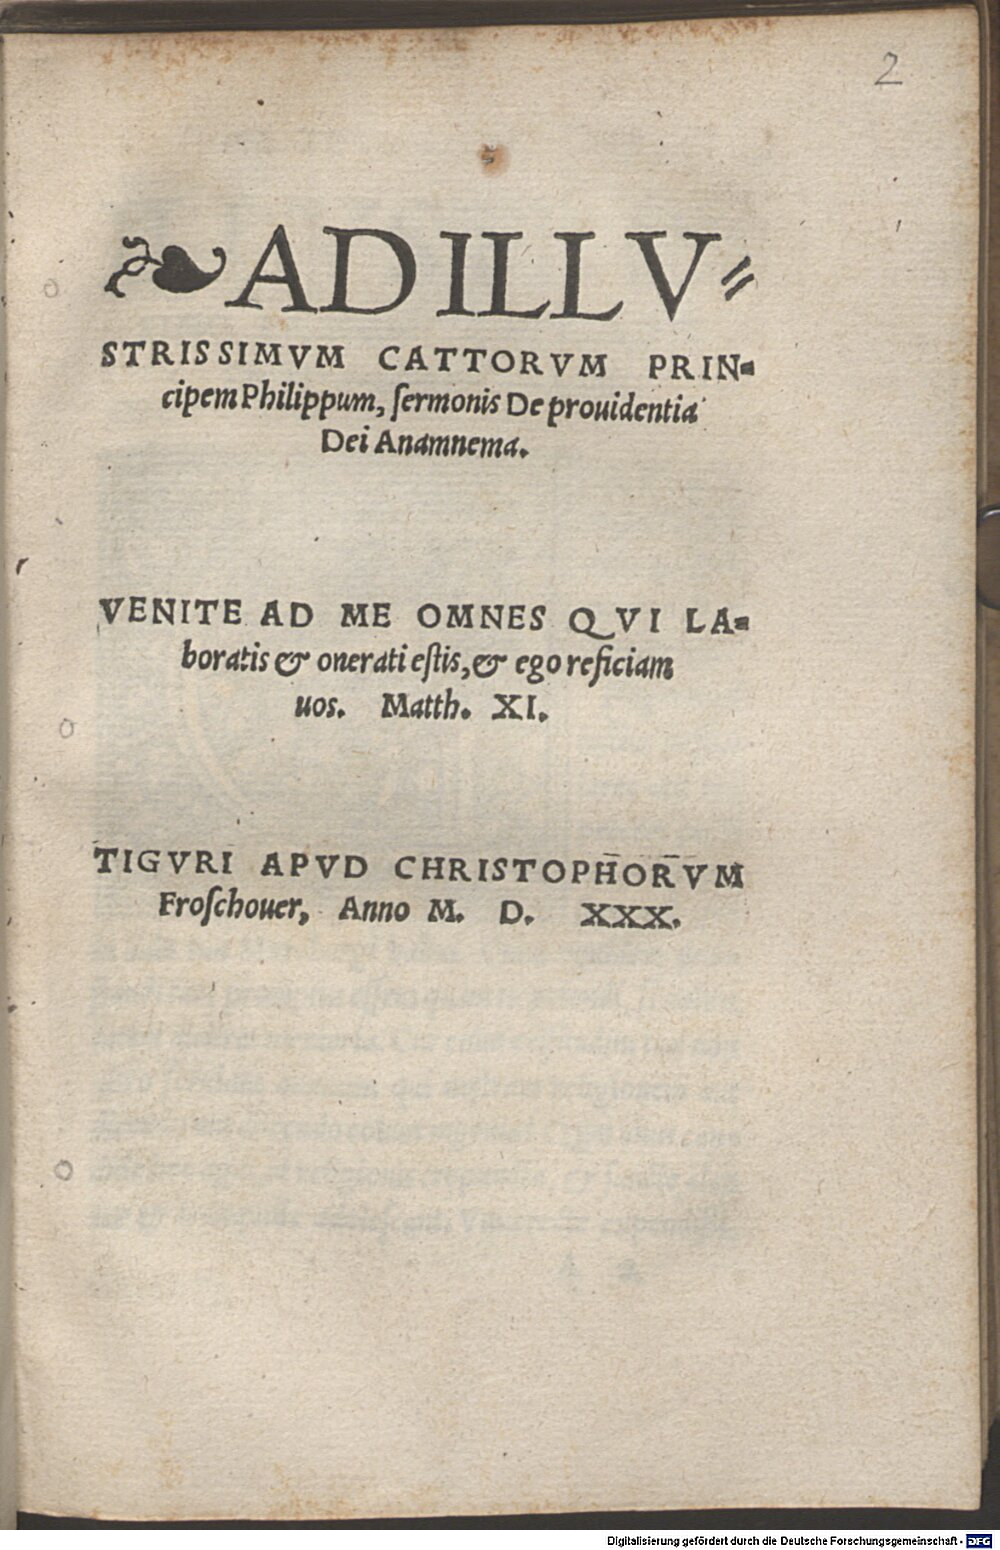 2
❧ AD ILLV⸗
STRISSIMVM CATTORVM PRIN⸗
cipem Philippum, ſermonis De prouidentia
Dei Anamnema.
VENITE AD ME OMNES QVI LA⸗
boratis & onerati eſtis, & ego reficiam
uos. Matth. XI.
TIGVRI APVD CHRISTOPHORVM
Froſchouer, Anno M. D. XXX.
Digitalisierung gefördert durch die Deutsche Forschungsgemeinschaft - DFG